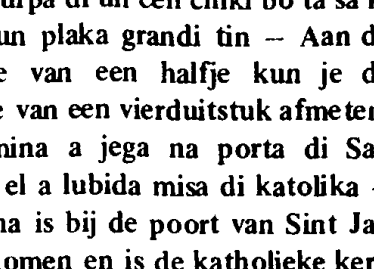 di un cen chiki bo ta sa
un plaka grandi tin — Aan d
van een halfje kun je d
van een vierduitstuk afmeten
mina a jega na porta di Sa
el a lubida misa di katolika -
na is bij de poort van Sint Ja
omen en is de katholieke ker